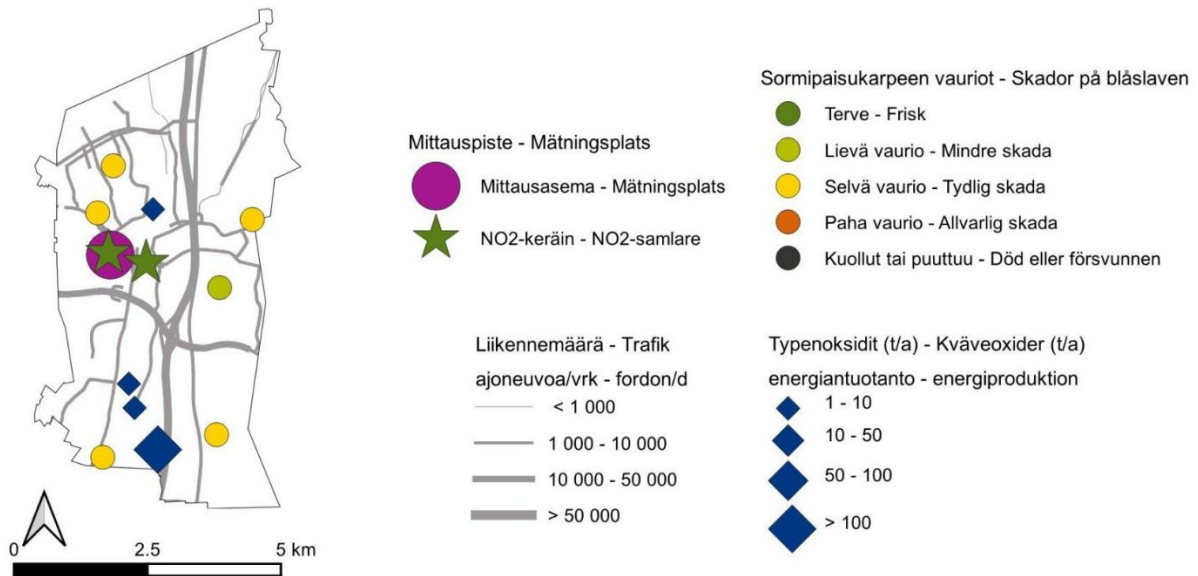 Mittauspiste - Mätningsplats
Mittausasema - Mätningsplats
NO2-keräin - NO2-samlare
Sormipaisukarpeen vauriot - Skador på blåslaven
Terve - Frisk
Lievä vaurio - Mindre skada
Selvä vaurio - Tydlig skada
Paha vaurio - Allvarlig skada
Kuollut tai puuttuu - Död eller försvunnen
Liikennemäärä - Trafik
ajoneuvoa/vrk - fordon/d
< 1 000
1 000 - 10 000
10 000 - 50 000
> 50 000
Typenoksidit (t/a) - Kväveoxider (t/a)
energiantuotanto - energiproduktion
1 - 10
10 - 50
50 - 100
> 100
0 2.5 5 km